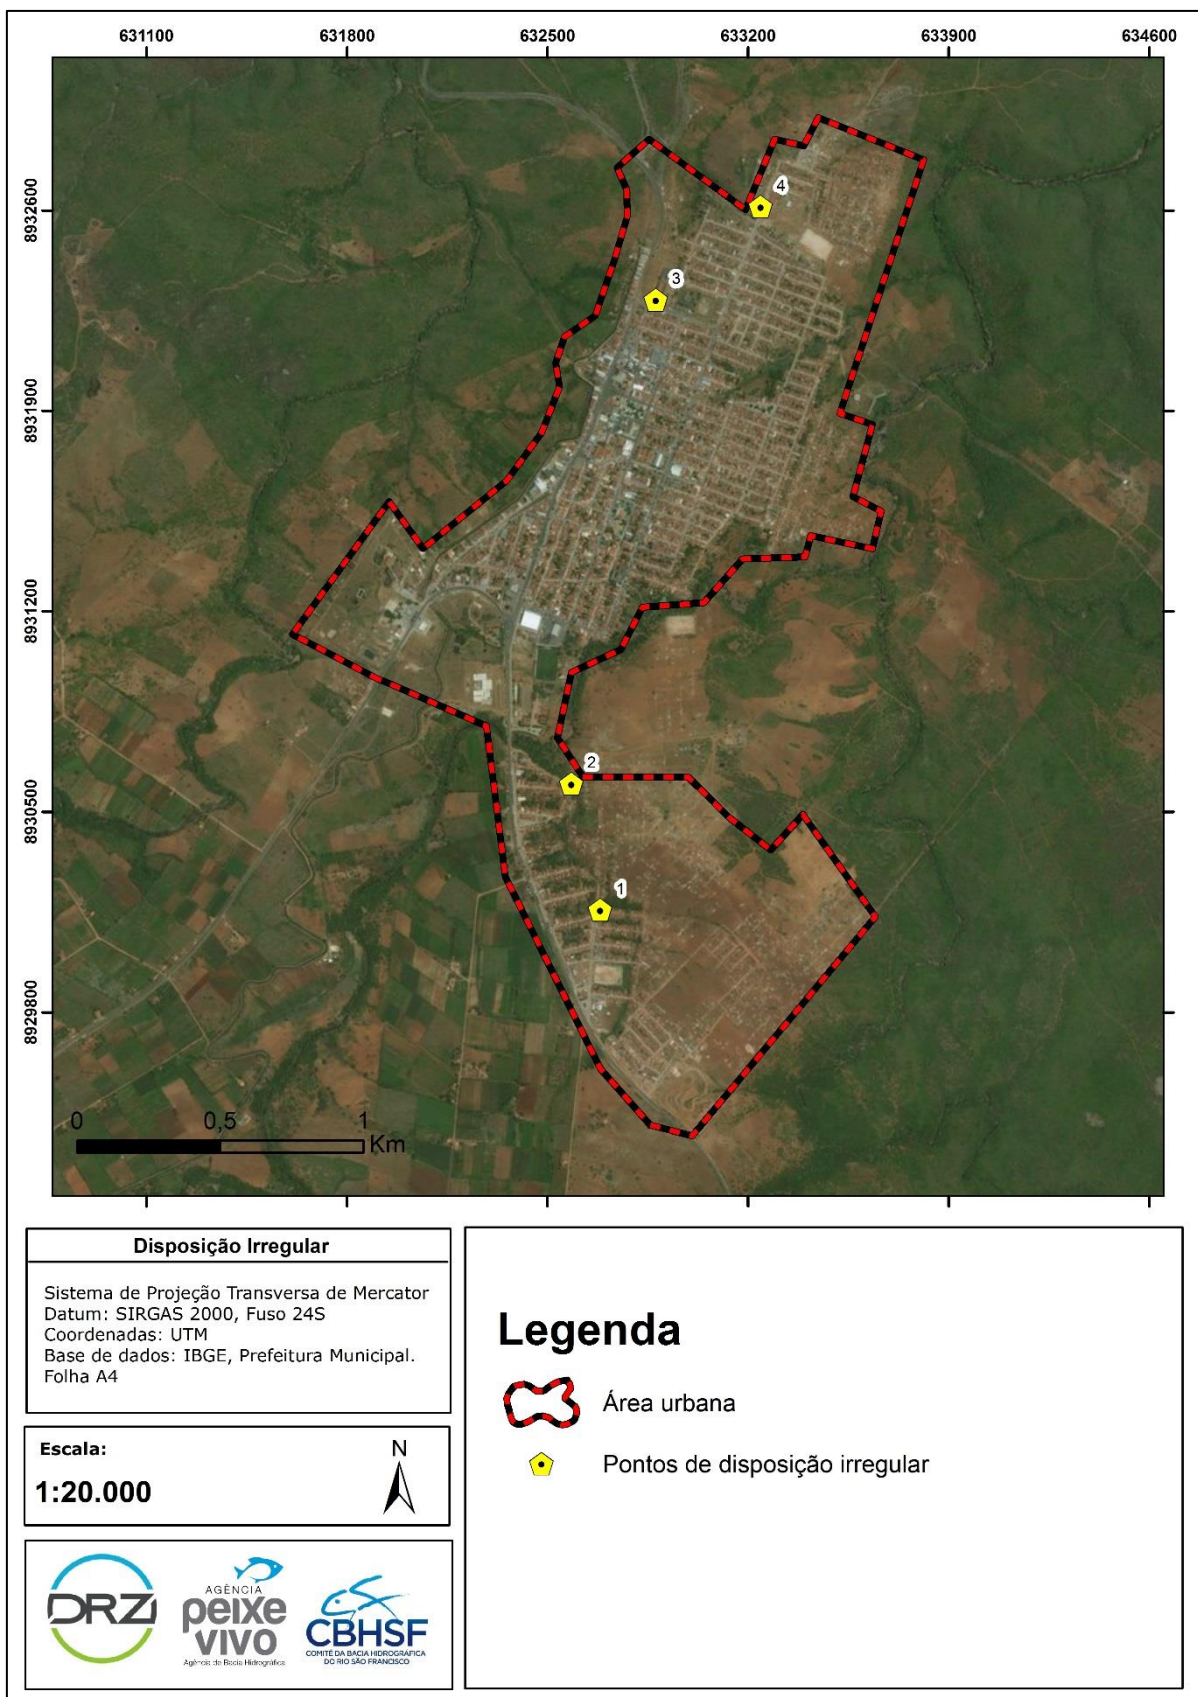 631100 631800 632500 633200 633900 634600
8932600
8931900
8931200
8930500
8929800
4
3
2
1
0 0,5 1
Km
Disposição Irregular
Sistema de Projeção Transversa de Mercator
Datum: SIRGAS 2000, Fuso 24S
Coordenadas: UTM
Base de dados: IBGE, Prefeitura Municipal.
Folha A4
Escala:
1:20.000
N
DRZ
AGÊNCIA
peixe
vivo
Agência de Bacia Hidrográfica
CBHSF
COMITÊ DA BACIA HIDROGRÁFICA
DO RIO SÃO FRANCISCO
Legenda
Área urbana
Pontos de disposição irregular